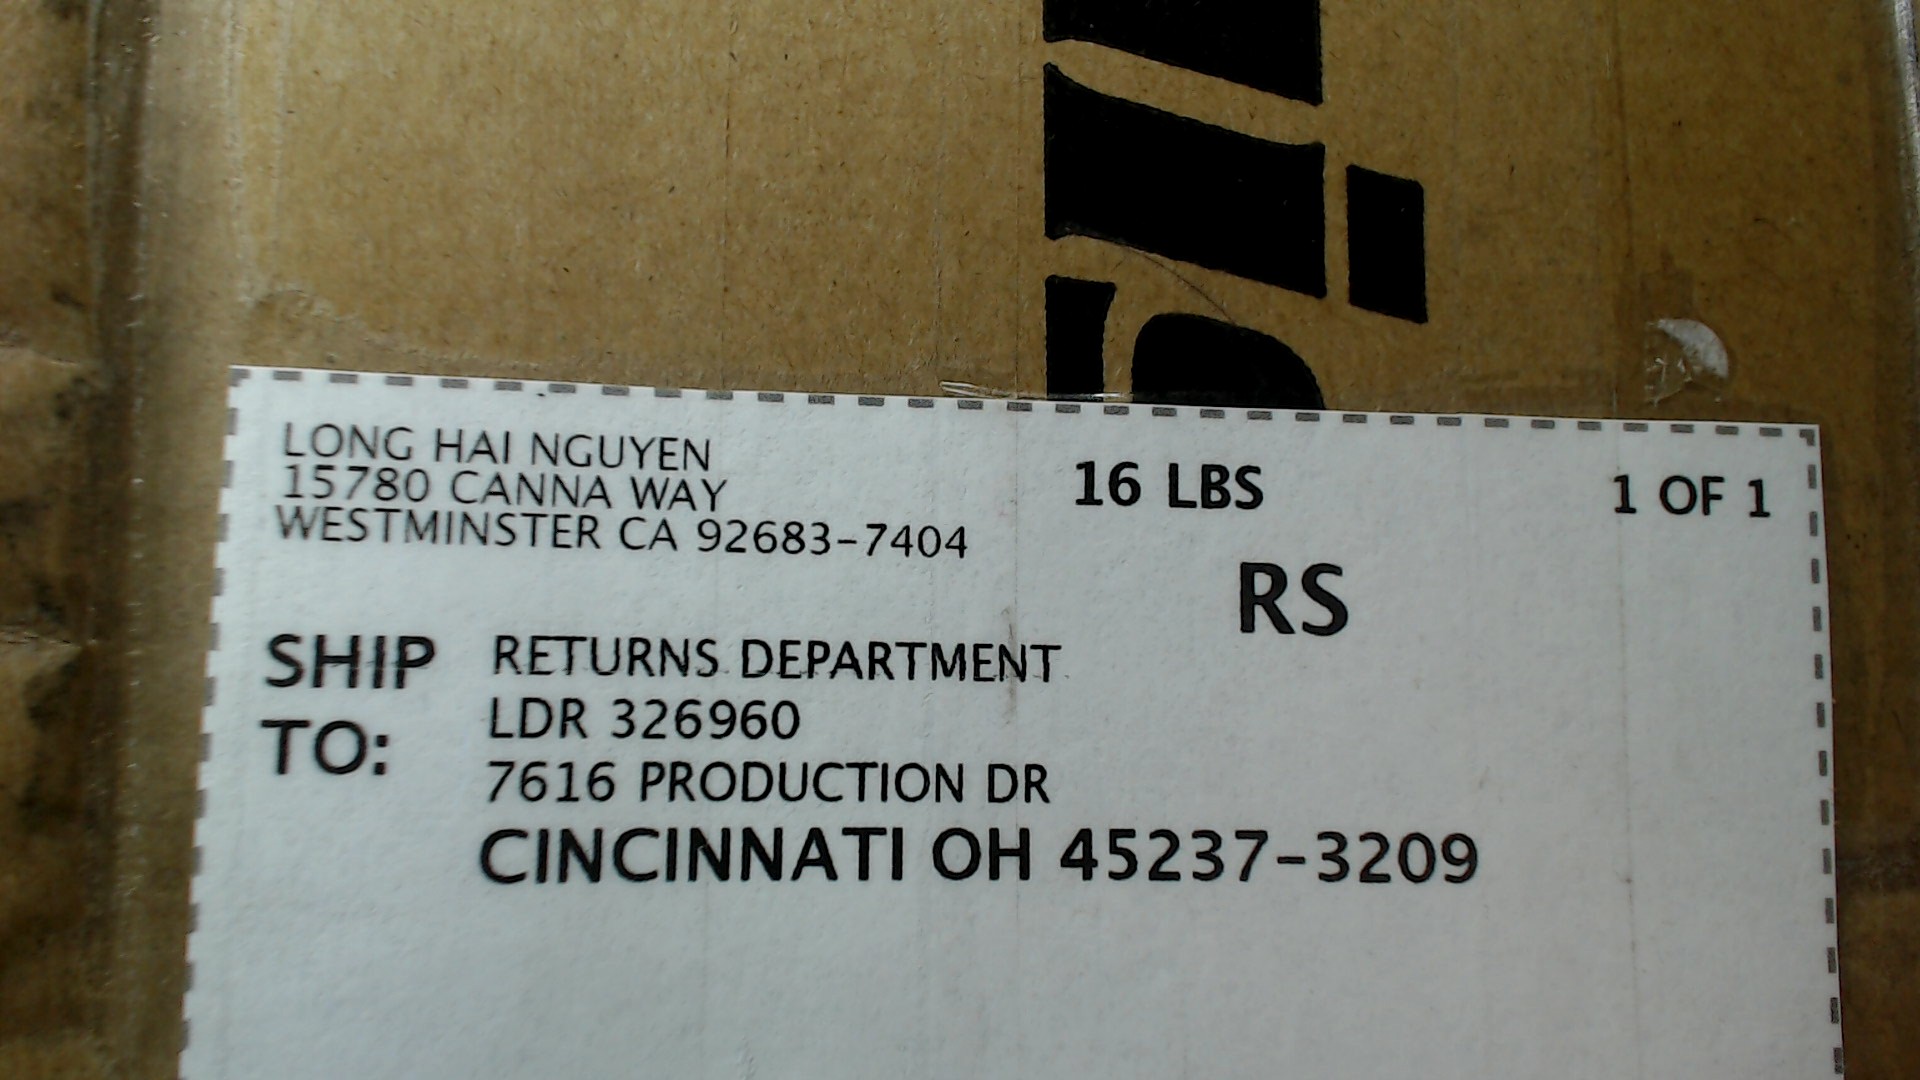 LONG HAI NGUYEN
15780 CANNA WAY
WESTMINSTER CA 92683-7404
16 LBS
1 OF 1
RS
SHIP TO:
RETURNS DEPARTMENT
LDR 326960
7616 PRODUCTION DR
CINCINNATI OH 45237-3209